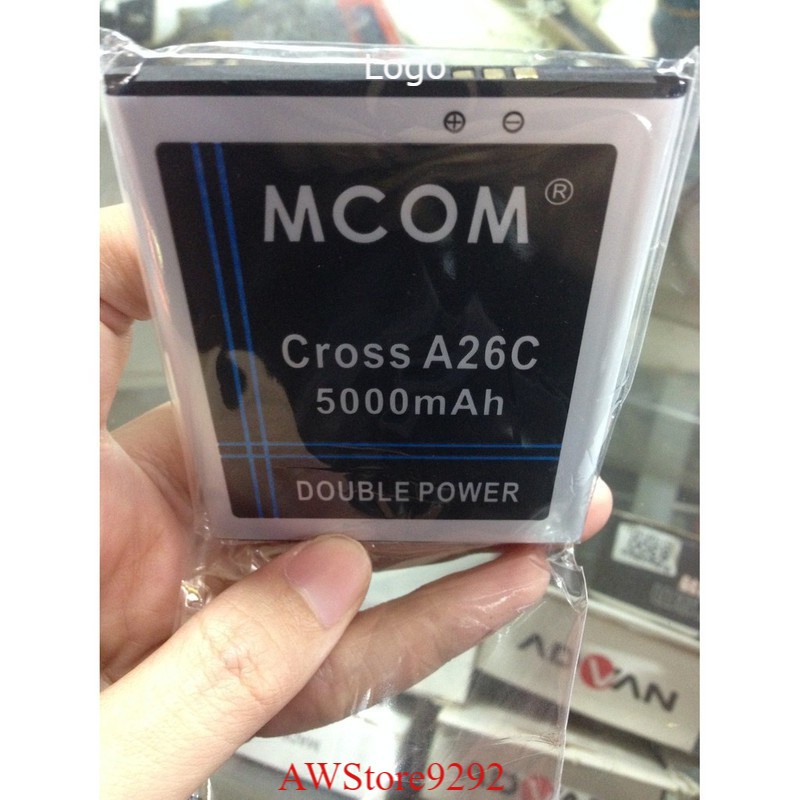 Logo
⊕ ⊖
MCOM®
Cross A26C
5000mAh
DOUBLE POWER
ADVAN
AWStore9292